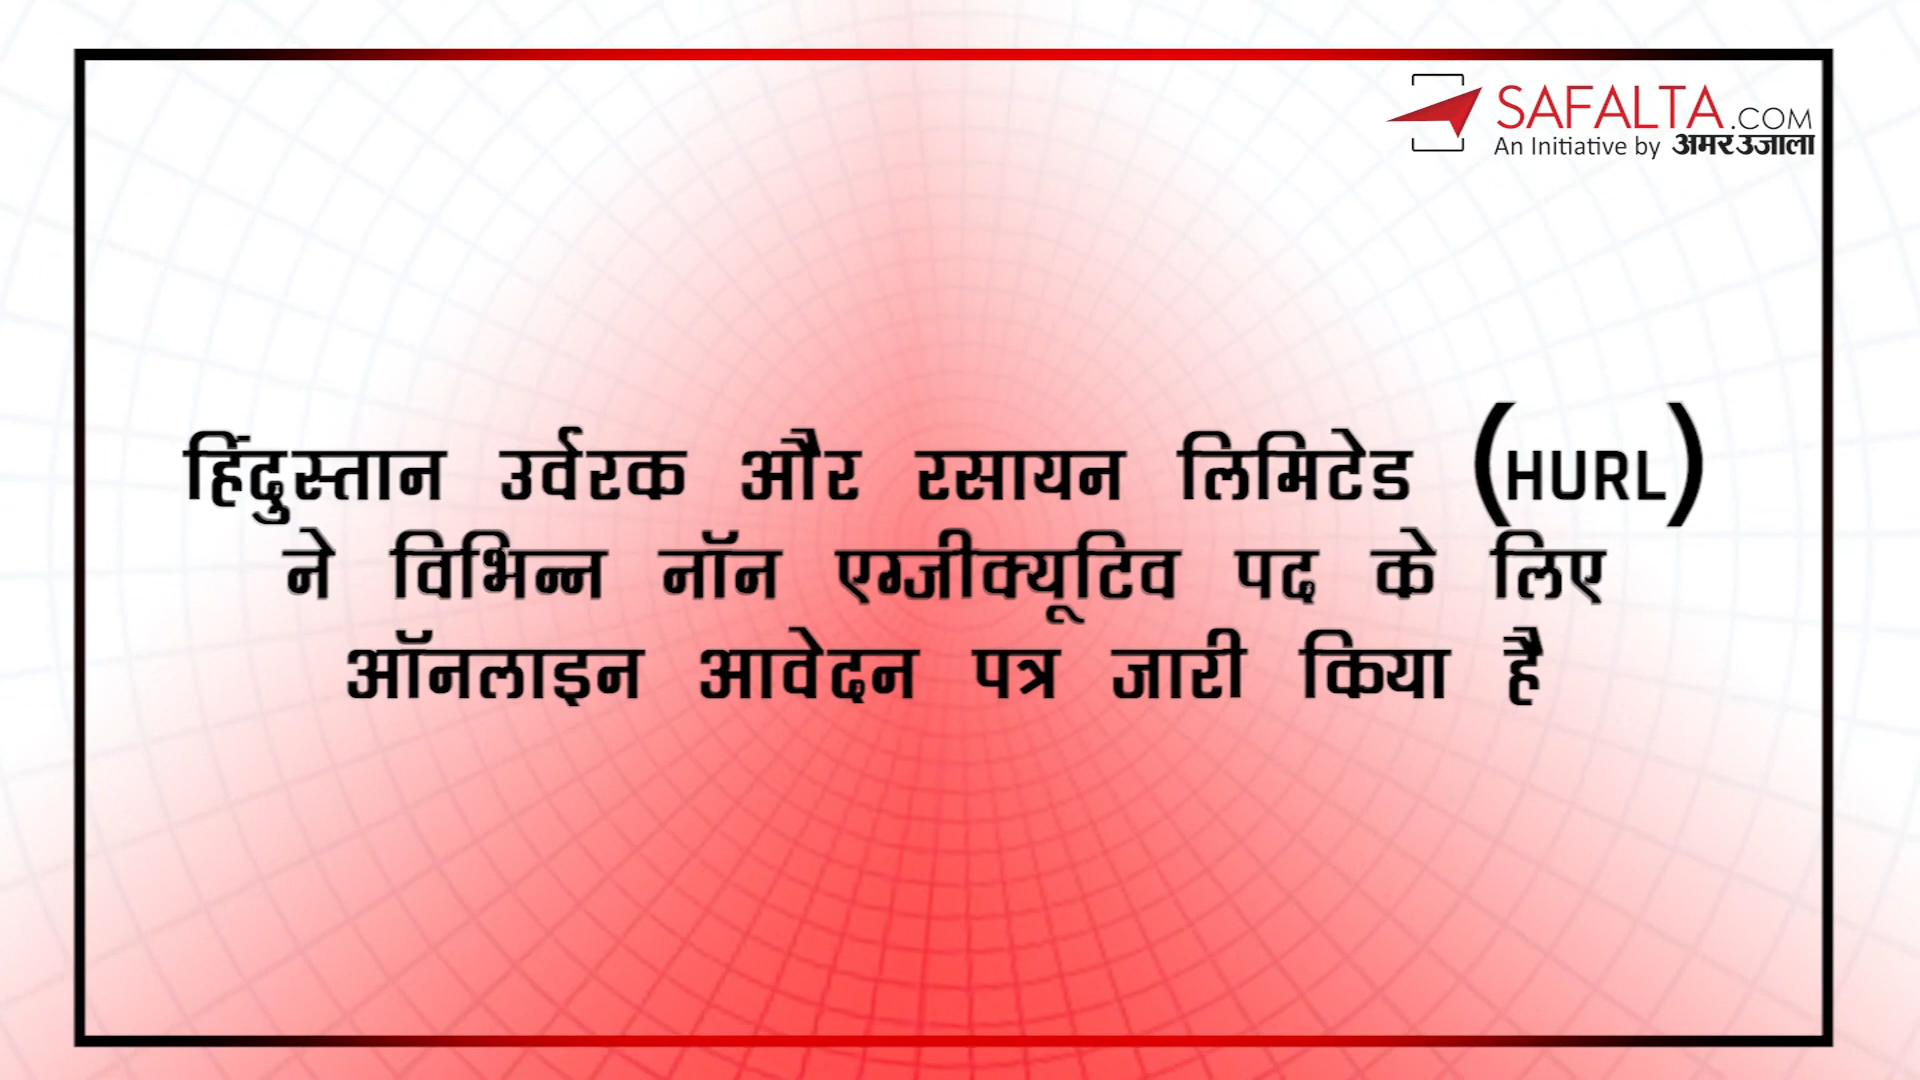 SAFALTA.COM
An Initiative by अमर उजाला
हिंदुस्तान उर्वरक और रसायन लिमिटेड (HURL)
ने विभिन्न नॉन एग्जीक्यूटिव पद के लिए
ऑनलाइन आवेदन पत्र जारी किया है